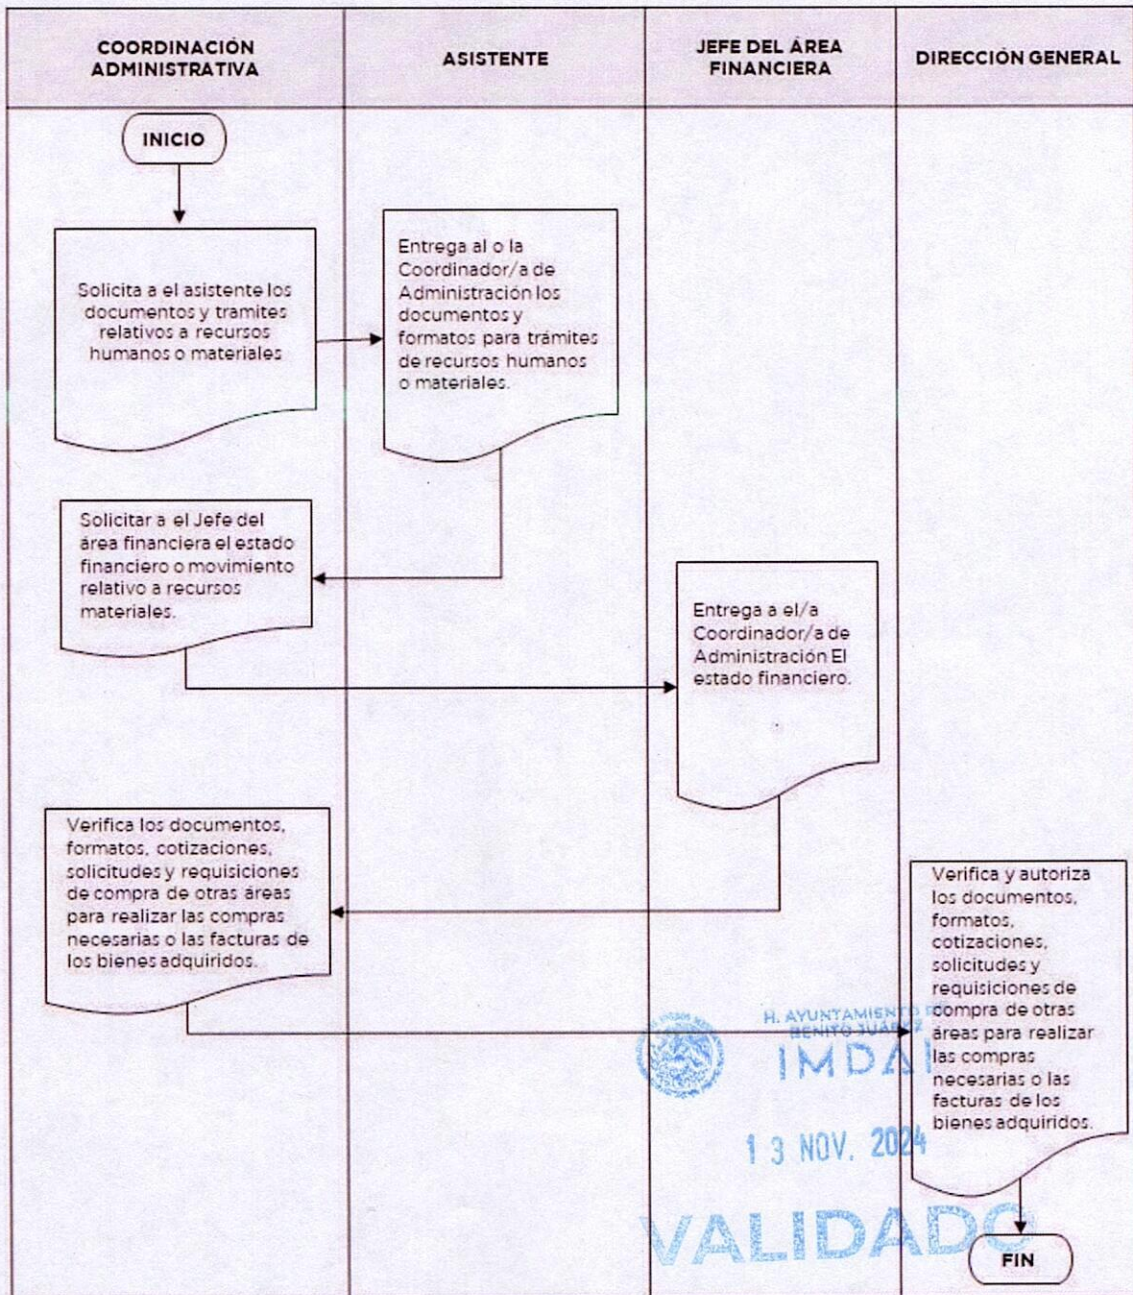 COORDINACIÓN
ADMINISTRATIVA
ASISTENTE
JEFE DEL ÁREA
FINANCIERA
DIRECCIÓN GENERAL
INICIO
Solicita a el asistente los
documentos y tramites
relativos a recursos
humanos o materiales
Entrega al o la
Coordinador/a de
Administración los
documentos y
formatos para trámites
de recursos humanos
o materiales.
Solicitar a el Jefe del
área financiera el estado
financiero o movimiento
relativo a recursos
materiales.
Entrega a el/a
Coordinador/a de
Administración El
estado financiero.
Verifica los documentos,
formatos, cotizaciones,
solicitudes y requisiciones
de compra de otras áreas
para realizar las compras
necesarias o las facturas de
los bienes adquiridos.
Verifica y autoriza
los documentos,
formatos,
cotizaciones,
solicitudes y
requisiciones de
compra de otras
áreas para realizar
las compras
necesarias o las
facturas de los
bienes adquiridos.
H. AYUNTAMIENTO DE
BENITO JUÁREZ
IMDAI
13 NOV. 2024
VALIDADO
FIN